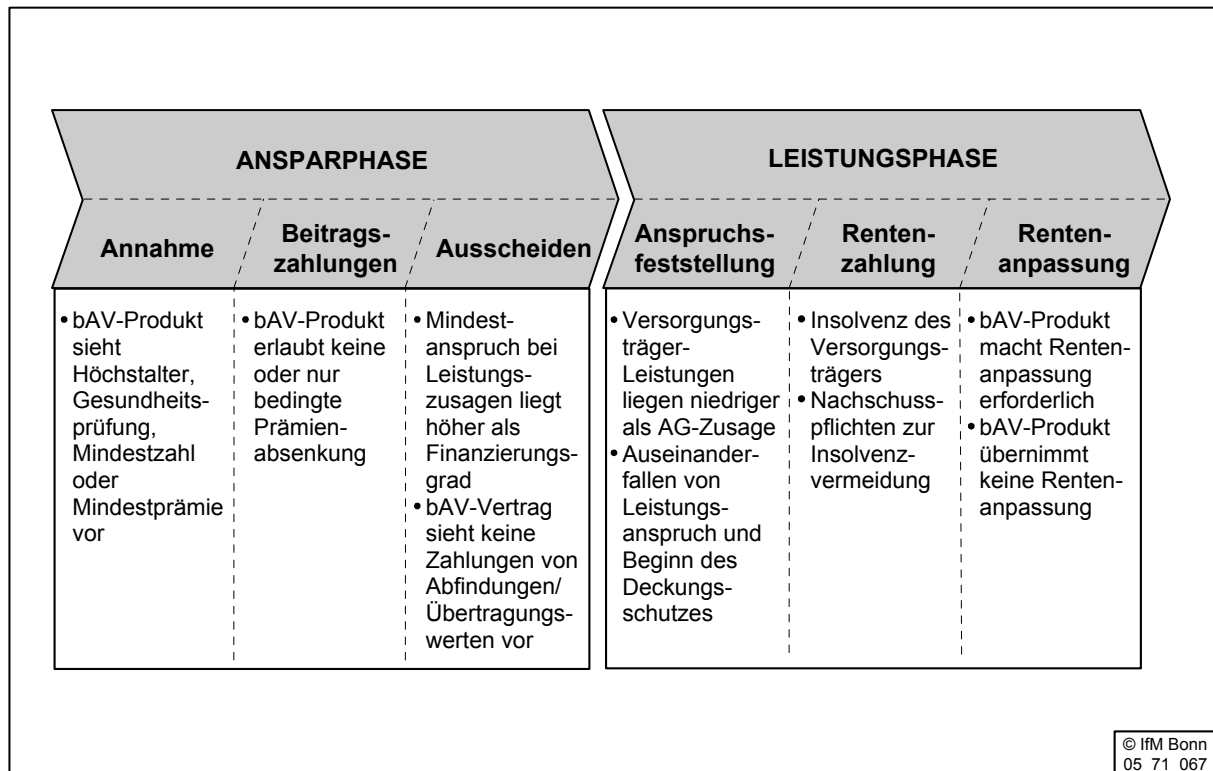 ANSPARPHASE
LEISTUNGSPHASE
Annahme
Beitrags-
zahlungen
Ausscheiden
Anspruchs-
feststellung
Renten-
zahlung
Renten-
anpassung
• bAV-Produkt
sieht
Höchstalter,
Gesundheits-
prüfung,
Mindestzahl
oder
Mindestprämie
vor
• bAV-Produkt
erlaubt keine
oder nur
bedingte
Prämien-
absenkung
• Mindest-
anspruch bei
Leistungs-
zusagen liegt
höher als
Finanzierungs-
grad
• bAV-Vertrag
sieht keine
Zahlungen von
Abfindungen/
Übertragungs-
werten vor
• Versorgungs-
träger-
Leistungen
liegen niedriger
als AG-Zusage
• Auseinander-
fallen von
Leistungs-
anspruch und
Beginn des
Deckungs-
schutzes
• Insolvenz des
Versorgungs-
trägers
• Nachschuss-
pflichten zur
Insolvenz-
vermeidung
• bAV-Produkt
macht Renten-
anpassung
erforderlich
• bAV-Produkt
übernimmt
keine Renten-
anpassung
© IfM Bonn
05 71 067